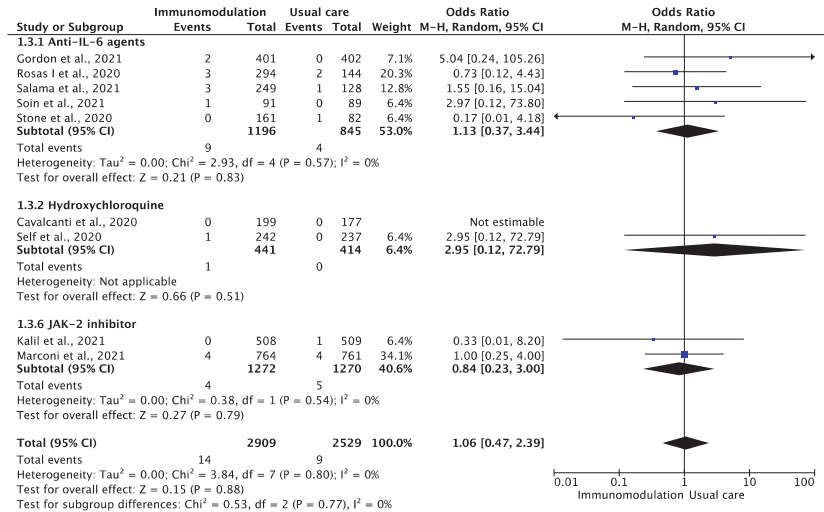 Immunomodulation Usual care Odds Ratio Odds Ratio
Study or Subgroup Events Total Events Total Weight M-H, Random, 95% CI M-H, Random, 95% CI
1.3.1 Anti-IL-6 agents
Gordon et al., 2021 2 401 0 402 7.1% 5.04 [0.24, 105.26]
Rosas I et al., 2020 3 294 2 144 20.3% 0.73 [0.12, 4.43]
Salama et al., 2021 3 249 1 128 12.8% 1.55 [0.16, 15.04]
Soin et al., 2021 1 91 0 89 6.4% 2.97 [0.12, 73.80]
Stone et al., 2020 0 161 1 82 6.4% 0.17 [0.01, 4.18]
Subtotal (95% CI) 1196 845 53.0% 1.13 [0.37, 3.44]
Total events 9 4
Heterogeneity: Tau² = 0.00; Chi² = 2.93, df = 4 (P = 0.57); I² = 0%
Test for overall effect: Z = 0.21 (P = 0.83)
1.3.2 Hydroxychloroquine
Cavalcanti et al., 2020 0 199 0 177 Not estimable
Self et al., 2020 1 242 0 237 6.4% 2.95 [0.12, 72.79]
Subtotal (95% CI) 441 414 6.4% 2.95 [0.12, 72.79]
Total events 1 0
Heterogeneity: Not applicable
Test for overall effect: Z = 0.66 (P = 0.51)
1.3.6 JAK-2 inhibitor
Kalil et al., 2021 0 508 1 509 6.4% 0.33 [0.01, 8.20]
Marconi et al., 2021 4 764 4 761 34.1% 1.00 [0.25, 4.00]
Subtotal (95% CI) 1272 1270 40.6% 0.84 [0.23, 3.00]
Total events 4 5
Heterogeneity: Tau² = 0.00; Chi² = 0.38, df = 1 (P = 0.54); I² = 0%
Test for overall effect: Z = 0.27 (P = 0.79)
Total (95% CI) 2909 2529 100.0% 1.06 [0.47, 2.39]
Total events 14 9
Heterogeneity: Tau² = 0.00; Chi² = 3.84, df = 7 (P = 0.80); I² = 0%
Test for overall effect: Z = 0.15 (P = 0.88)
Test for subgroup differences: Chi² = 0.53, df = 2 (P = 0.77), I² = 0%
0.01 0.1 1 10 100
Immunomodulation Usual care